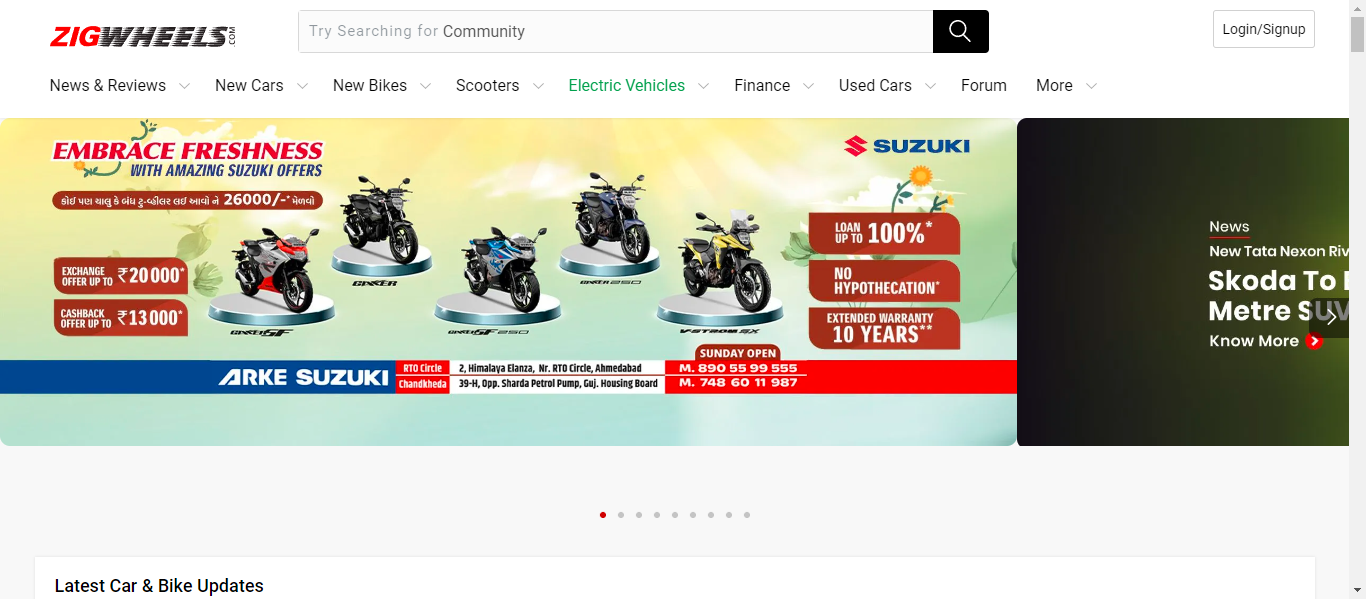 ZIGWHEELS.COM
Try Searching for Community
Login/Signup
News & Reviews
New Cars
New Bikes
Scooters
Electric Vehicles
Finance
Used Cars
Forum
More
EMBRACE FRESHNESS
WITH AMAZING SUZUKI OFFERS
કોઈ પણ ચાલુ કે બંધ ટુ-વ્હીલર લઈ આવો ને 26000/-* મેળવો
SUZUKI
EXCHANGE
OFFER UP TO ₹20000*
CASHBACK
OFFER UP TO ₹13000*
GIXXER
GIXXER 250
GIXXER SF
GIXXER SF 250
V-STROM SX
LOAN
UP TO 100%*
NO
HYPOTHECATION*
EXTENDED WARRANTY
10 YEARS**
SUNDAY OPEN
ARKE SUZUKI
RTO Circle
2, Himalaya Elanza, Nr. RTO Circle, Ahmedabad
M. 890 55 99 555
Chandkheda
39-H, Opp. Sharda Petrol Pump, Guj. Housing Board
M. 748 60 11 987
News
New Tata Nexon Riv
Skoda To
Metre SUV
Know More
Latest Car & Bike Updates